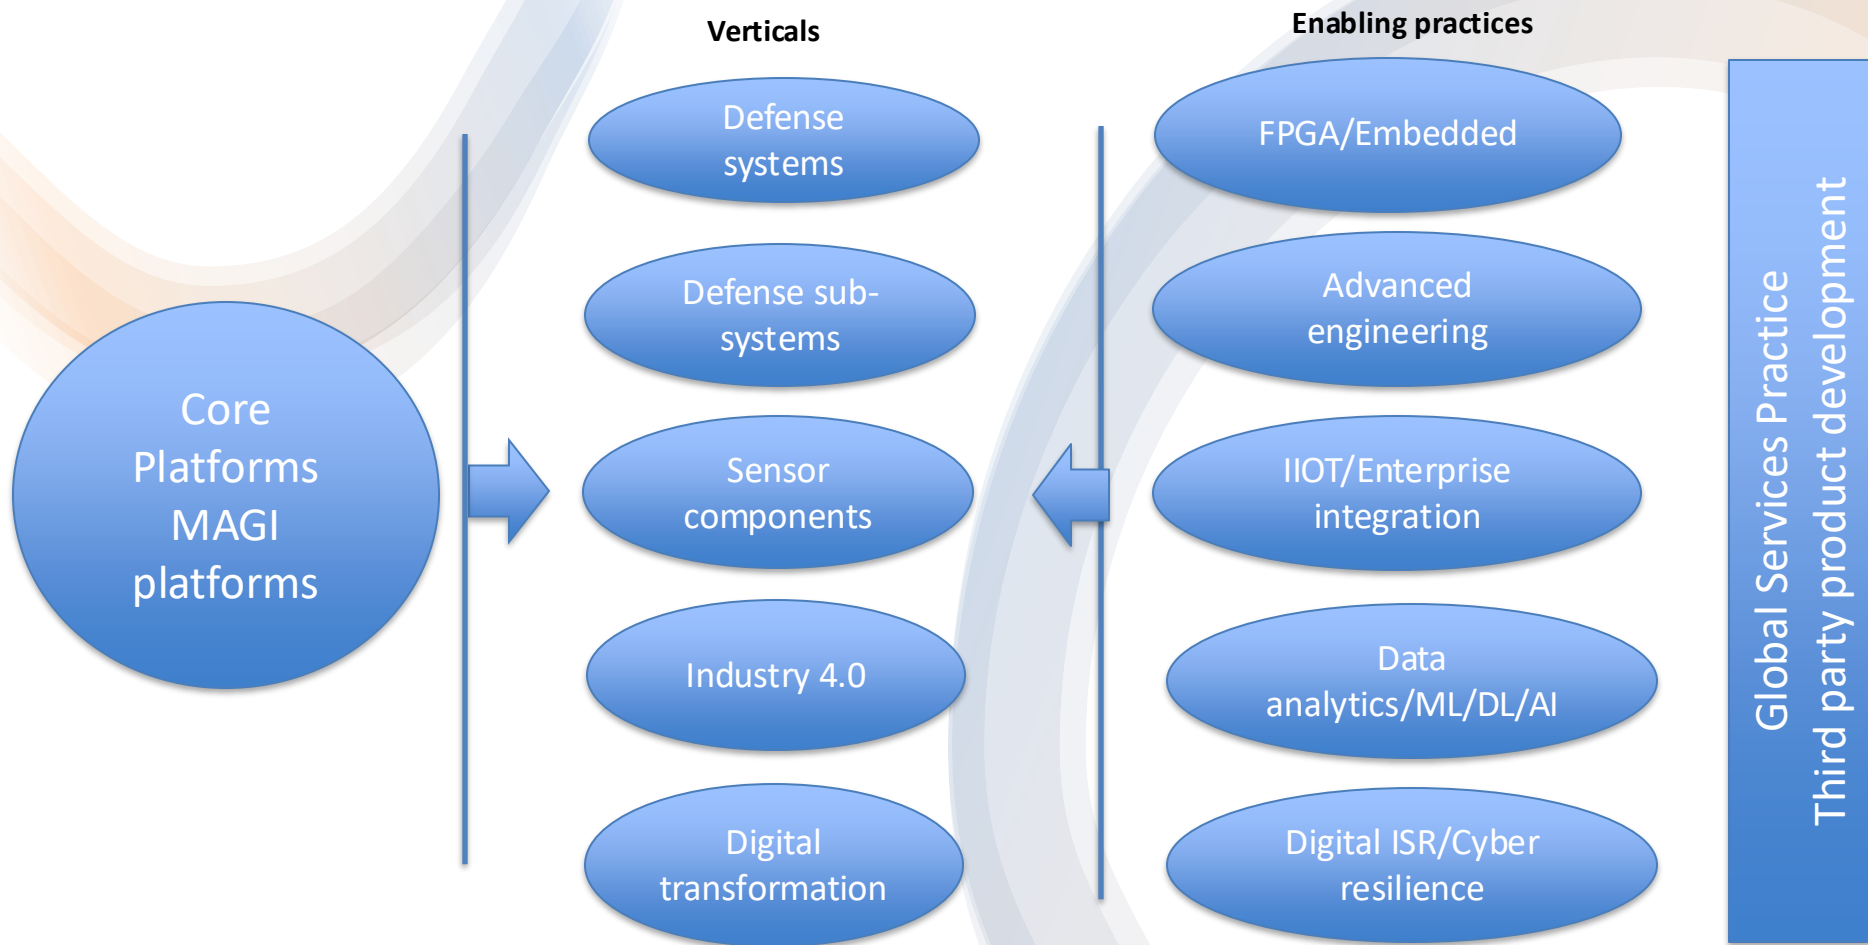 Verticals
Enabling practices
Core
Platforms
MAGI
platforms
Defense
systems
Defense sub-
systems
Sensor
components
Industry 4.0
Digital
transformation
FPGA/Embedded
Advanced
engineering
IIOT/Enterprise
integration
Data
analytics/ML/DL/AI
Digital ISR/Cyber
resilience
Global Services Practice
Third party product development